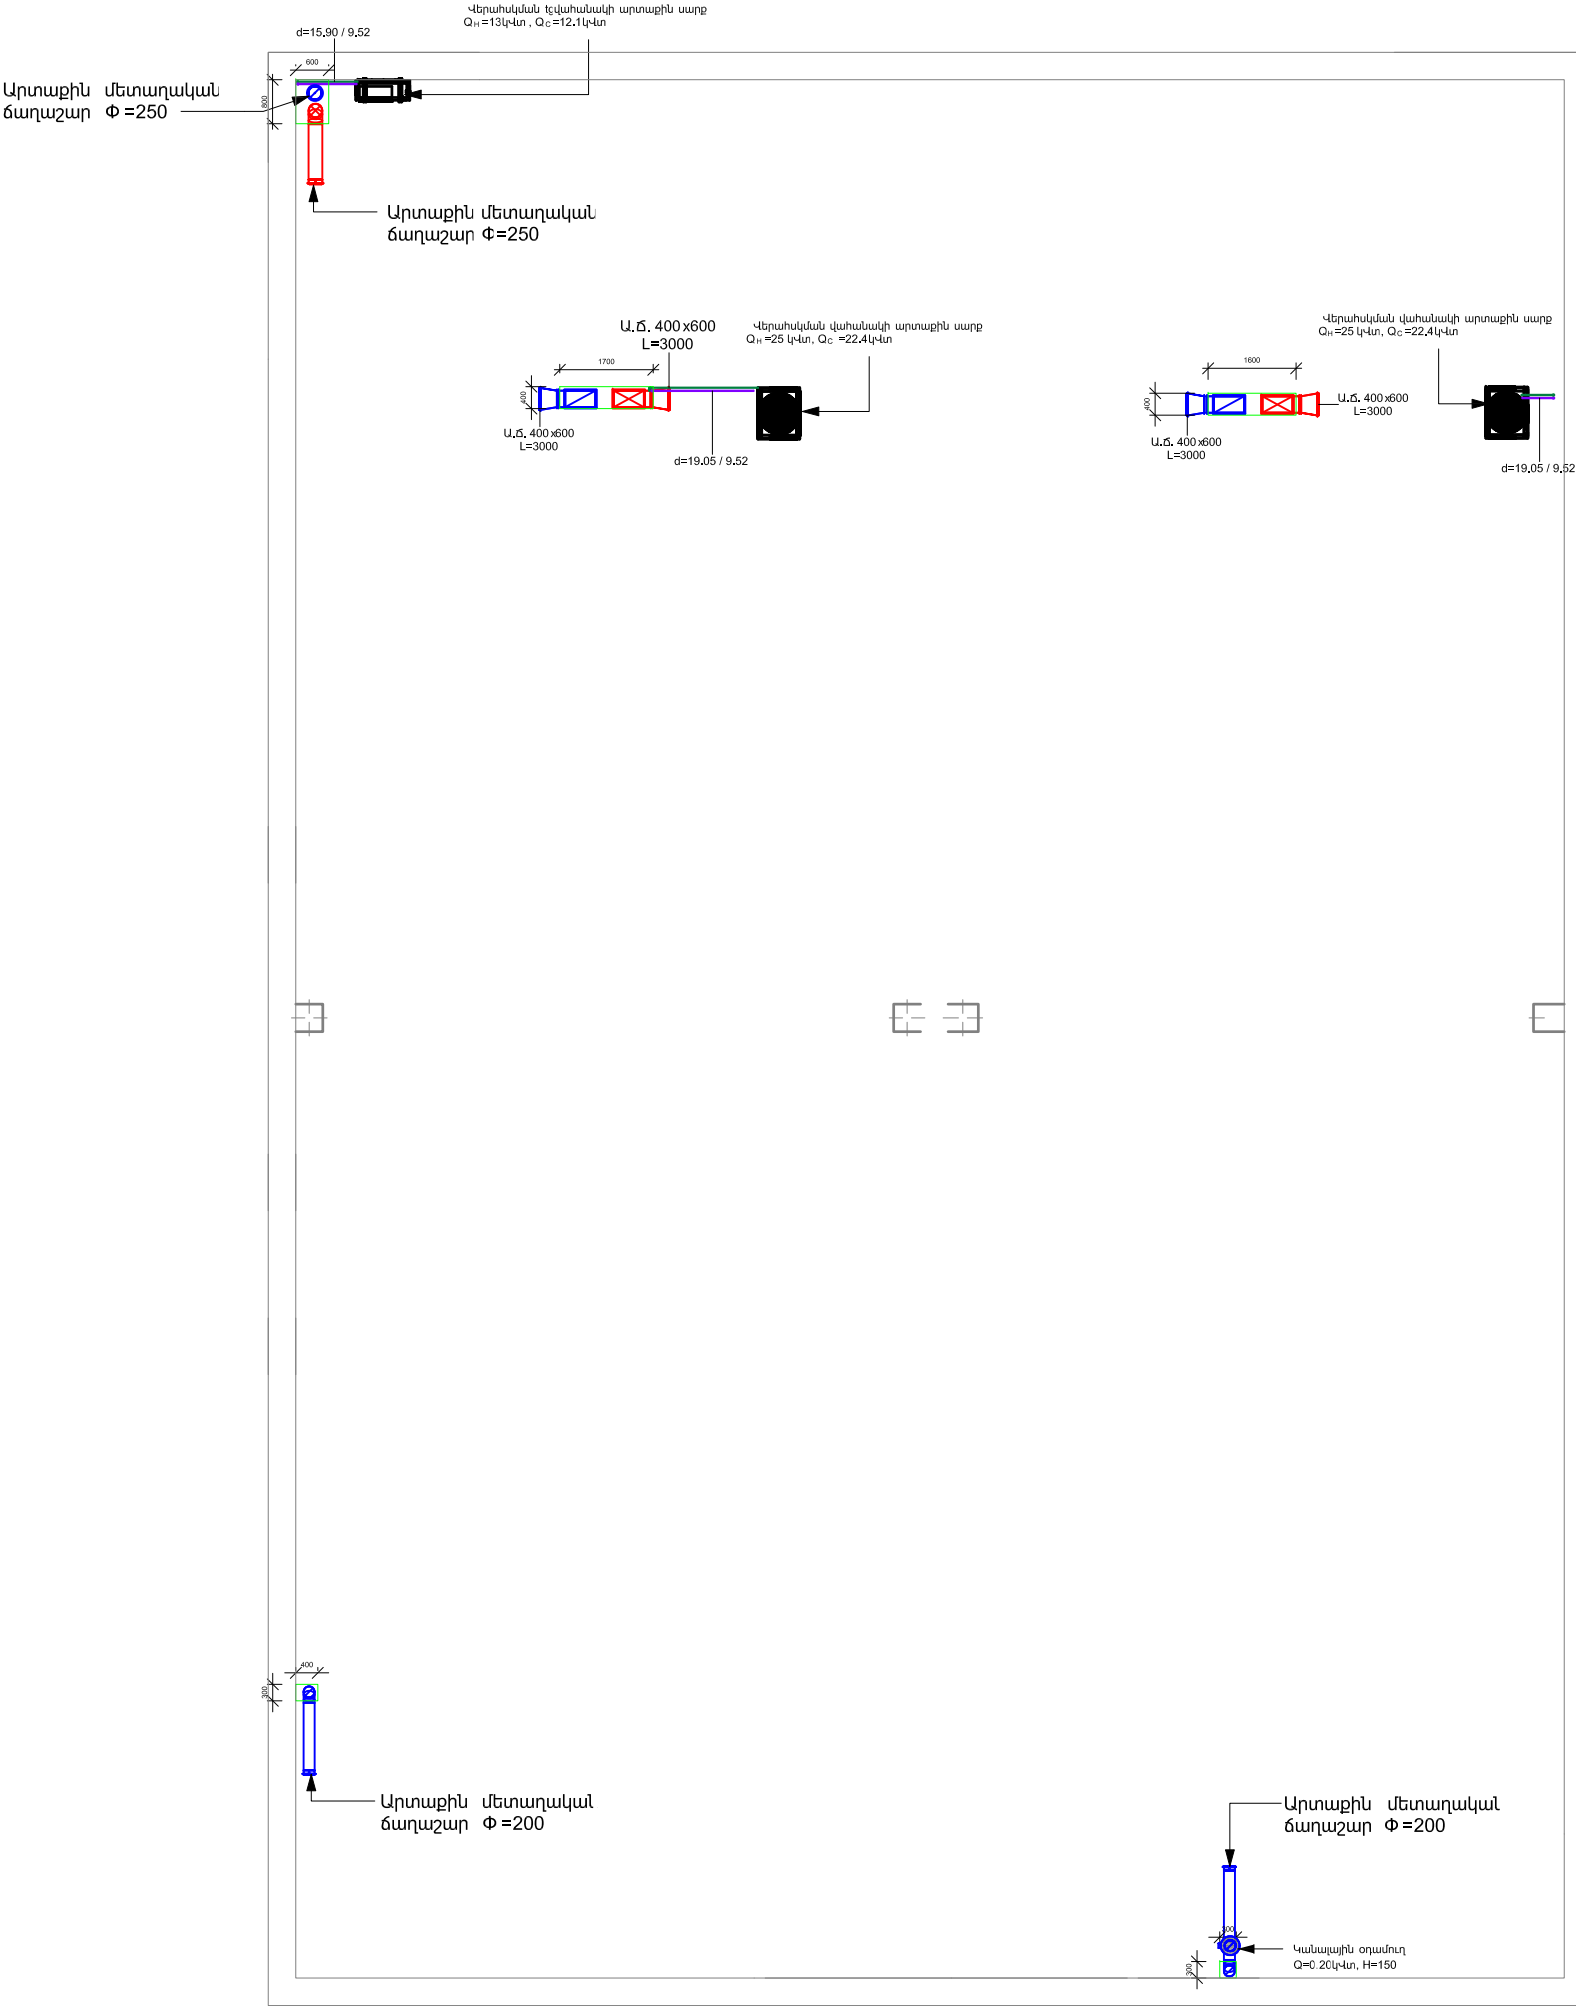 Վերահսկման էցվահանակի արտաքին սարք
QH =13կՎտ , QC =12.1կՎտ
d=15.90 / 9.52
600
800
Արտաքին մետաղական
ճաղաշար Φ =250
Արտաքին մետաղական
ճաղաշար Φ=250
Ա.Ճ. 400x600
L=3000
Վերահսկման վահանակի արտաքին սարք
QH =25 կՎտ, QC =22.4կՎտ
1700
400
Ա.Ճ. 400x600
L=3000
d=19.05 / 9.52
Վերահսկման վահանակի արտաքին սարք
QH =25 կՎտ, QC =22.4կՎտ
1600
400
Ա.Ճ. 400x600
L=3000
Ա.Ճ. 400x600
L=3000
d=19.05 / 9.52
400
300
Արտաքին մետաղական
ճաղաշար Φ =200
Արտաքին մետաղական
ճաղաշար Φ =200
300
300
Կանալային օդամուղ
Q=0.20կՎտ, H=150